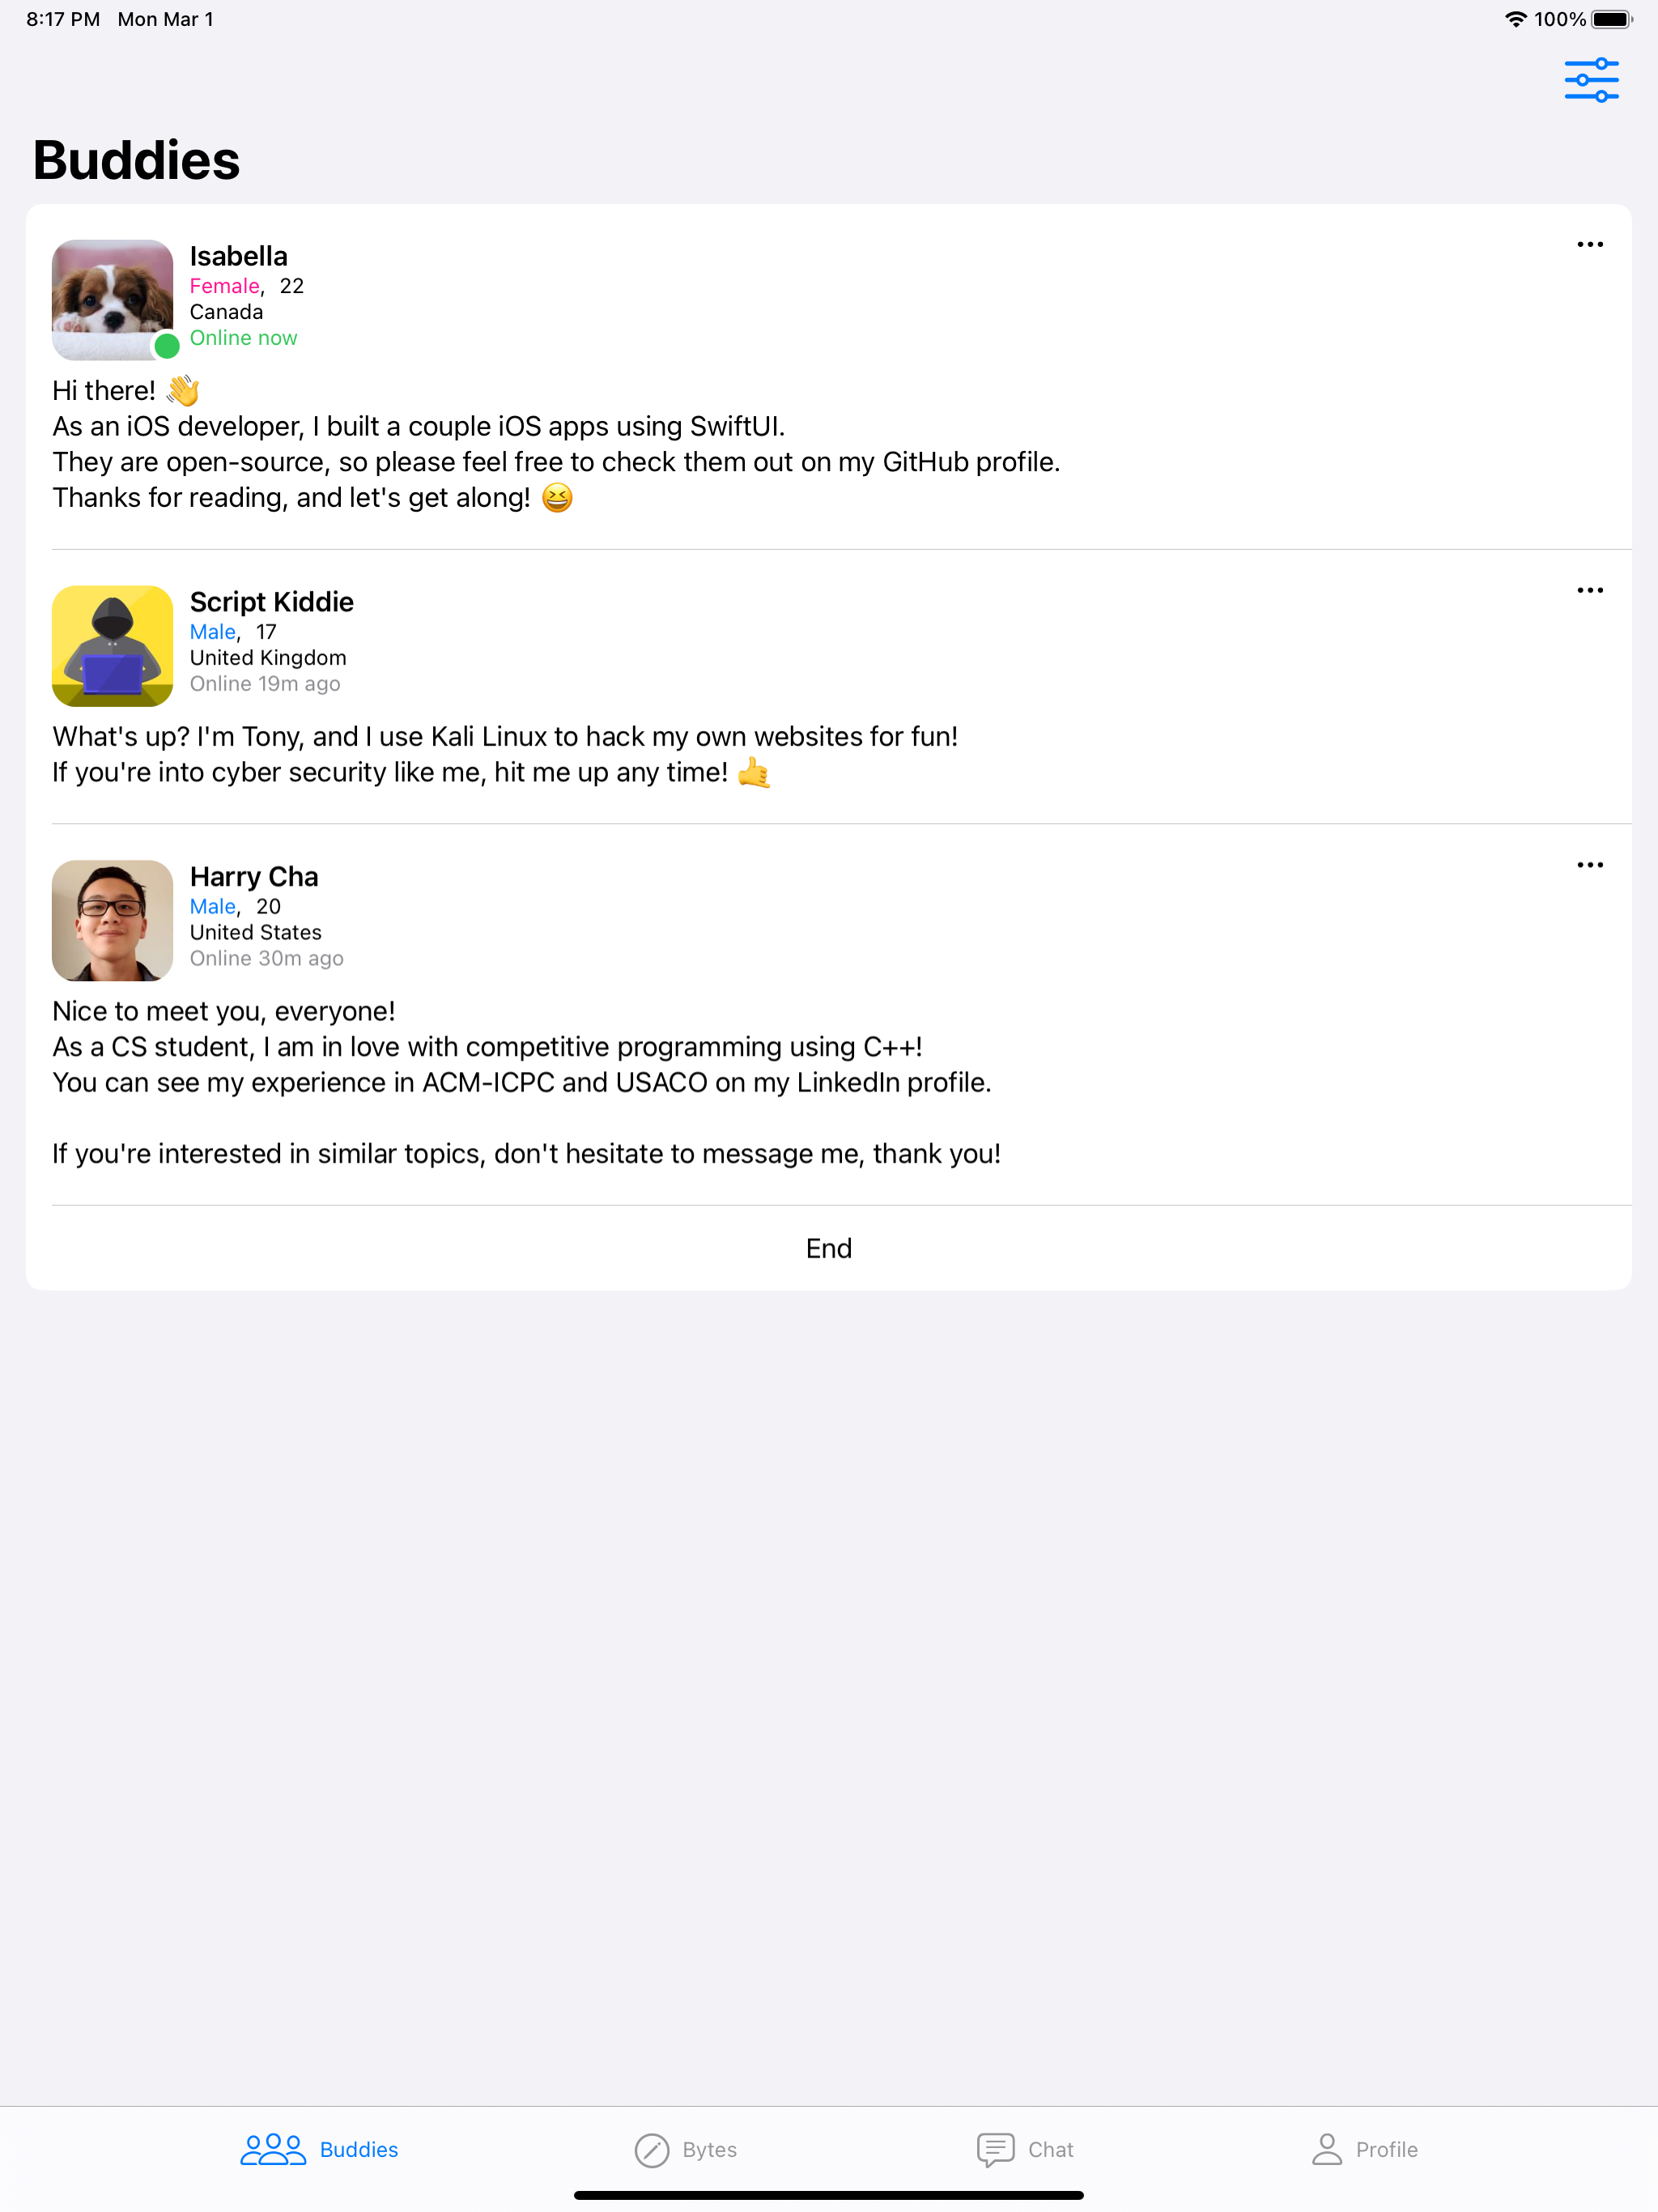 8:17 PM Mon Mar 1 100%
Buddies
Isabella
Female, 22
Canada
Online now
Hi there! 👋
As an iOS developer, I built a couple iOS apps using SwiftUI.
They are open-source, so please feel free to check them out on my GitHub profile.
Thanks for reading, and let's get along! 😆
Script Kiddie
Male, 17
United Kingdom
Online 19m ago
What's up? I'm Tony, and I use Kali Linux to hack my own websites for fun!
If you're into cyber security like me, hit me up any time! 🤙
Harry Cha
Male, 20
United States
Online 30m ago
Nice to meet you, everyone!
As a CS student, I am in love with competitive programming using C++!
You can see my experience in ACM-ICPC and USACO on my LinkedIn profile.
If you're interested in similar topics, don't hesitate to message me, thank you!
End
Buddies Bytes Chat Profile